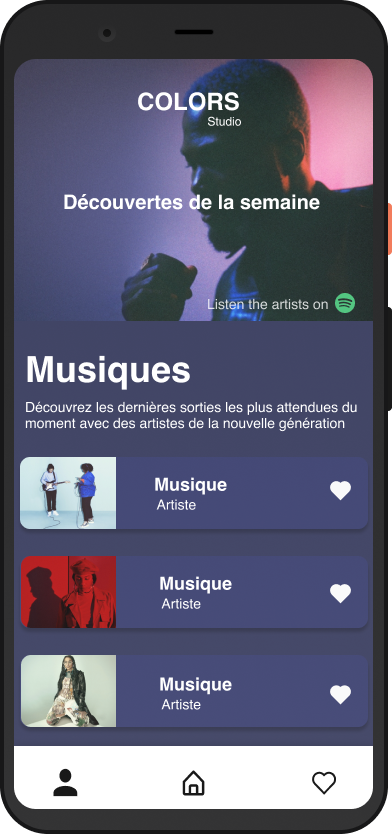 COLORS
Studio
Découvertes de la semaine
Listen the artists on
Musiques
Découvrez les dernières sorties les plus attendues du
moment avec des artistes de la nouvelle génération
Musique
Artiste
Musique
Artiste
Musique
Artiste